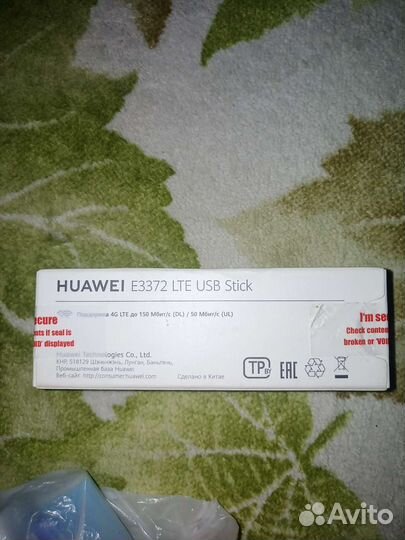 HUAWEI E3372 LTE USB Stick
Поддержка 4G LTE до 150 Мбит/с (DL) / 50 Мбит/с (UL)
ecure
nts if seal is
ID' displayed
I'm se
Check conten
broken or 'VOI
Huawei Technologies Co., Ltd.
КНР, 518129 Шэньчжэнь, Лунган, Баньтянь,
Промышленная база Huawei
Веб-сайт: http://consumer.huawei.com
Сделано в Китае
TP BY
EAC
Avito